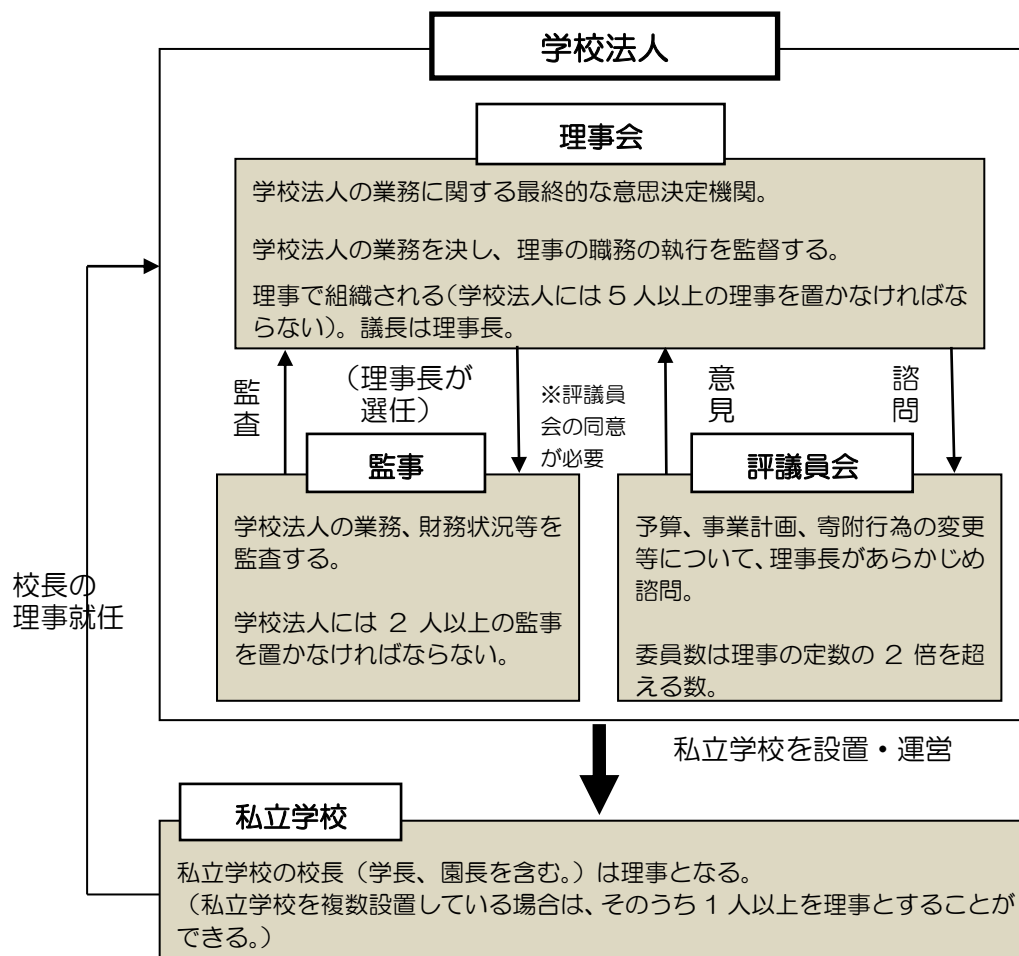 学校法人
理事会
学校法人の業務に関する最終的な意思決定機関。
学校法人の業務を決し、理事の職務の執行を監督する。
理事で組織される（学校法人には5人以上の理事を置かなければな
らない）。議長は理事長。
監
査
（理事長が
選任）
※評議員
会の同意
が必要
意
見
諮
問
監事
学校法人の業務、財務状況等を
監査する。
学校法人には 2 人以上の監事
を置かなければならない。
評議員会
予算、事業計画、寄附行為の変更
等について、理事長があらかじめ
諮問。
委員数は理事の定数の 2 倍を超
える数。
校長の
理事就任
私立学校を設置・運営
私立学校
私立学校の校長（学長、園長を含む。）は理事となる。
（私立学校を複数設置している場合は、そのうち1人以上を理事とすることが
できる。）